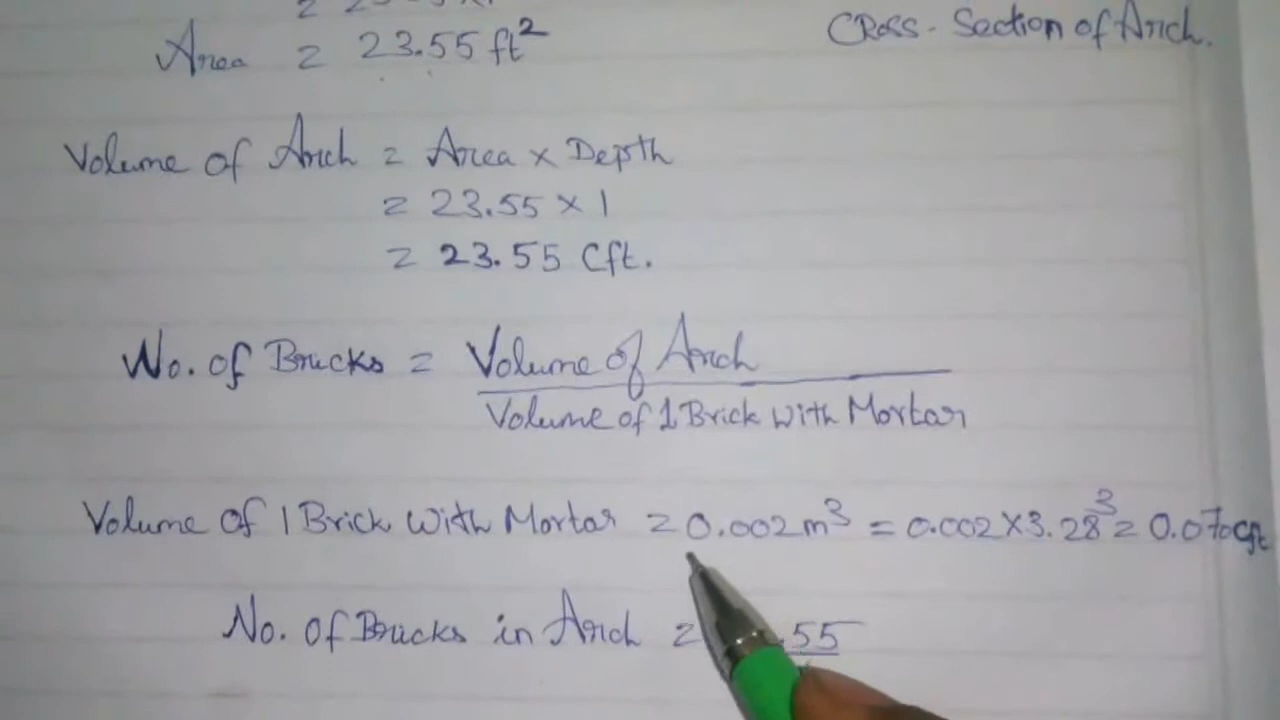 Area = 23.55 ft²
Cross-Section of Arch.
Volume of Arch = Area × Depth
= 23.55 × 1
= 23.55 Cft.
No. of Bricks = Volume of Arch
Volume of 1 Brick with Mortar
Volume of 1 Brick with Mortar = 0.002 m³ = 0.002 × 3.28³ = 0.070 Cft
No. of Bricks in Arch = .55